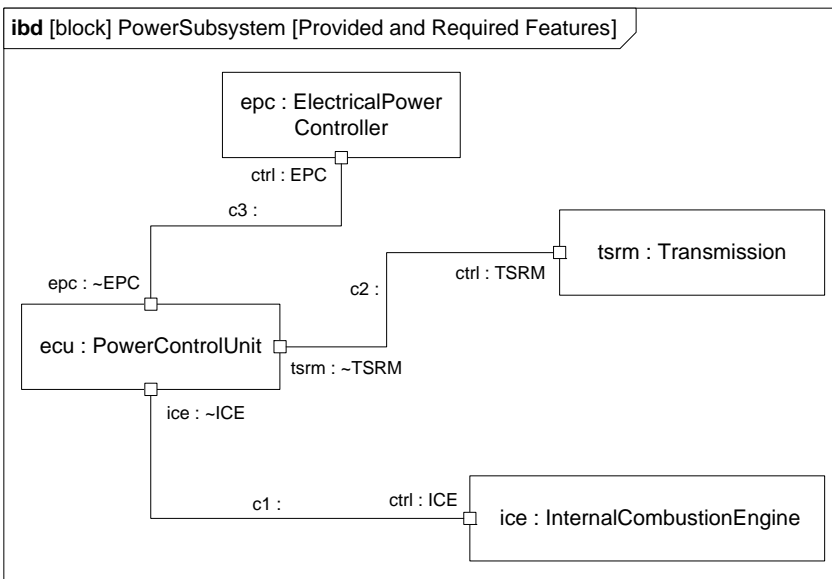 ibd [block] PowerSubsystem [Provided and Required Features]
epc : ElectricalPower
Controller
ctrl : EPC
c3 :
tsrm : Transmission
ctrl : TSRM
c2 :
epc : ~EPC
ecu : PowerControlUnit
tsrm : ~TSRM
ice : ~ICE
c1 :
ctrl : ICE
ice : InternalCombustionEngine